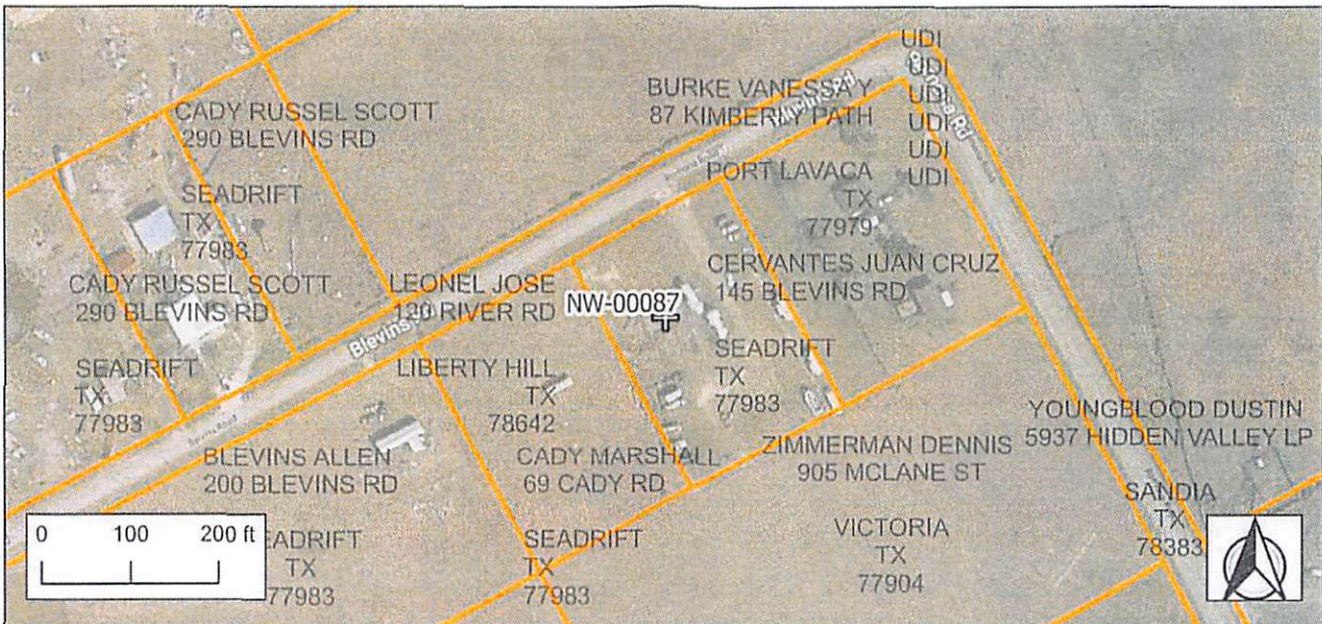 CADY RUSSEL SCOTT
290 BLEVINS RD
SEADRIFT
TX
77983
CADY RUSSEL SCOTT
290 BLEVINS RD
SEADRIFT
TX
77983
BLEVINS ALLEN
200 BLEVINS RD
EADRIFT
TX
77983
Blevins
LEONEL JOSE
120 RIVER RD
LIBERTY HILL
TX
78642
CADY MARSHALL
69 CADY RD
SEADRIFT
TX
77983
NW-00087
BURKE VANESSA Y
87 KIMBERLY PATH
PORT LAVACA
TX
77979
UDI
UDI
UDI
UDI
UDI
UDI
Rd
Rd
CERVANTES JUAN CRUZ
145 BLEVINS RD
SEADRIFT
TX
77983
ZIMMERMAN DENNIS
905 MCLANE ST
VICTORIA
TX
77904
YOUNGBLOOD DUSTIN
5937 HIDDEN VALLEY LP
SANDIA
TX
78383
0 100 200 ft